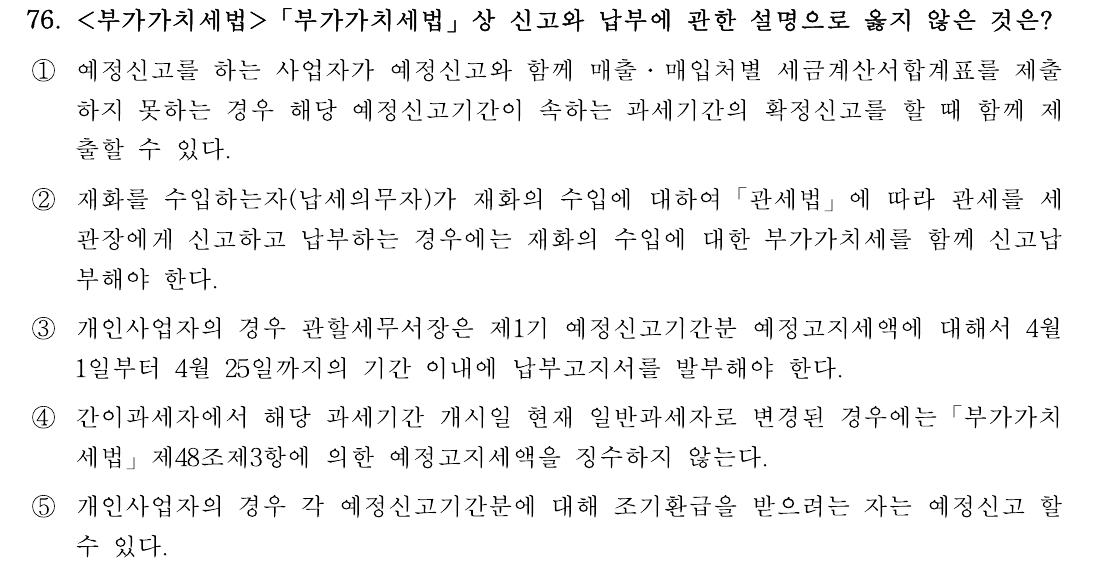 76. <부가가치세법>「부가가치세법」상 신고와 납부에 관한 설명으로 옳지 않은 것은?
① 예정신고를 하는 사업자가 예정신고와 함께 매출·매입처별 세금계산서합계표를 제출
하지 못하는 경우 해당 예정신고기간이 속하는 과세기간의 확정신고를 할 때 함께 제
출할 수 있다.
② 재화를 수입하는자(납세의무자)가 재화의 수입에 대하여「관세법」에 따라 관세를 세
관장에게 신고하고 납부하는 경우에는 재화의 수입에 대한 부가가치세를 함께 신고납
부해야 한다.
③ 개인사업자의 경우 관할세무서장은 제1기 예정신고기간분 예정고지세액에 대해서 4월
1일부터 4월 25일까지의 기간 이내에 납부고지서를 발부해야 한다.
④ 간이과세자에서 해당 과세기간 개시일 현재 일반과세자로 변경된 경우에는「부가가치
세법」제48조제3항에 의한 예정고지세액을 징수하지 않는다.
⑤ 개인사업자의 경우 각 예정신고기간분에 대해 조기환급을 받으려는 자는 예정신고 할
수 있다.